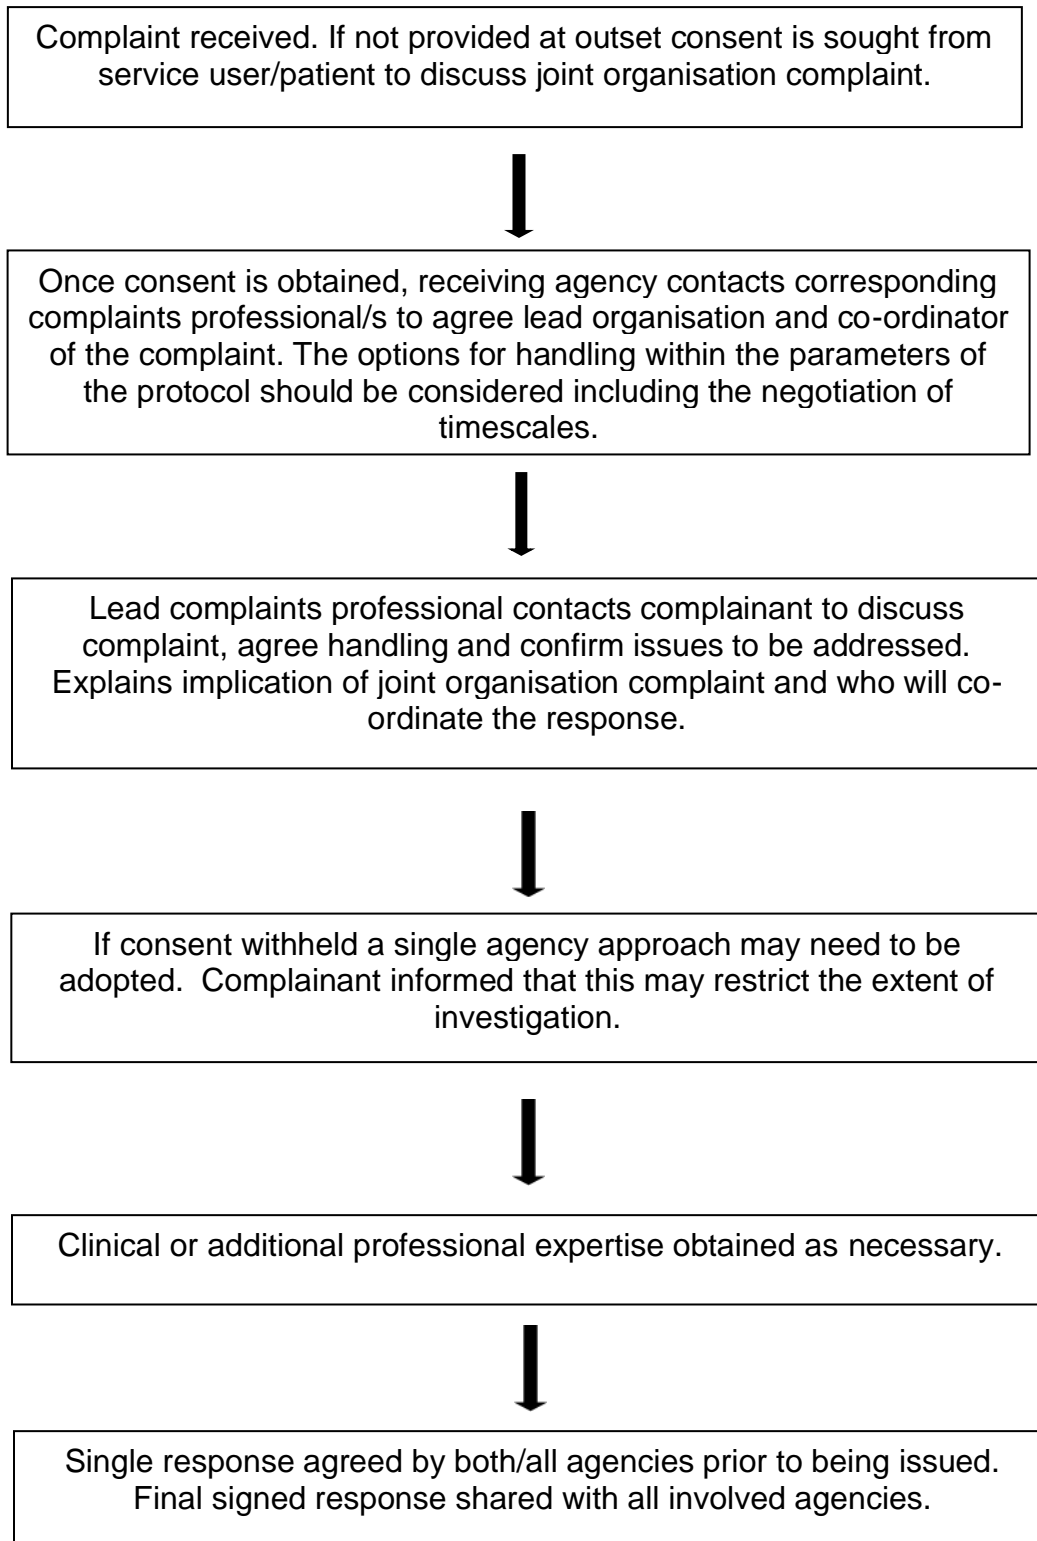 Complaint received. If not provided at outset consent is sought from
service user/patient to discuss joint organisation complaint.
Once consent is obtained, receiving agency contacts corresponding
complaints professional/s to agree lead organisation and co-ordinator
of the complaint. The options for handling within the parameters of
the protocol should be considered including the negotiation of
timescales.
Lead complaints professional contacts complainant to discuss
complaint, agree handling and confirm issues to be addressed.
Explains implication of joint organisation complaint and who will co-
ordinate the response.
If consent withheld a single agency approach may need to be
adopted.  Complainant informed that this may restrict the extent of
investigation.
Clinical or additional professional expertise obtained as necessary.
Single response agreed by both/all agencies prior to being issued.
Final signed response shared with all involved agencies.